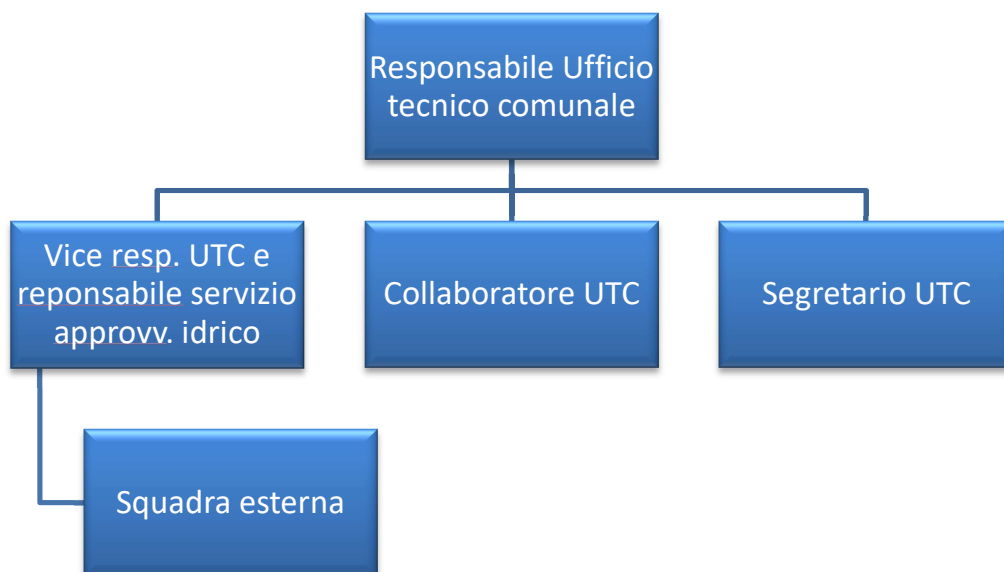 Responsabile Ufficio
tecnico comunale
Vice resp. UTC e
reponsabile servizio
approvv. idrico
Collaboratore UTC
Segretario UTC
Squadra esterna